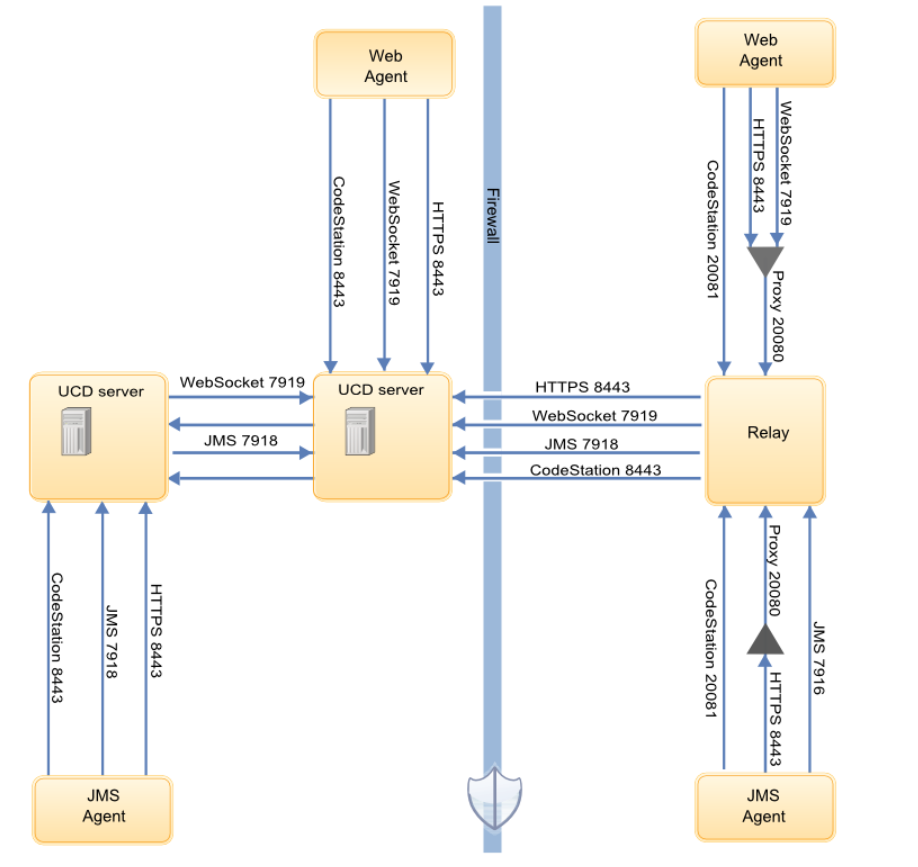 Web
Agent
Web
Agent
CodeStation 8443
WebSocket 7919
HTTPS 8443
Firewall
CodeStation 20081
HTTPS 8443
WebSocket 7919
Proxy 20080
UCD server
WebSocket 7919
JMS 7918
UCD server
HTTPS 8443
WebSocket 7919
JMS 7918
CodeStation 8443
Relay
CodeStation 8443
JMS 7918
HTTPS 8443
CodeStation 20081
Proxy 20080
HTTPS 8443
JMS 7916
JMS
Agent
JMS
Agent